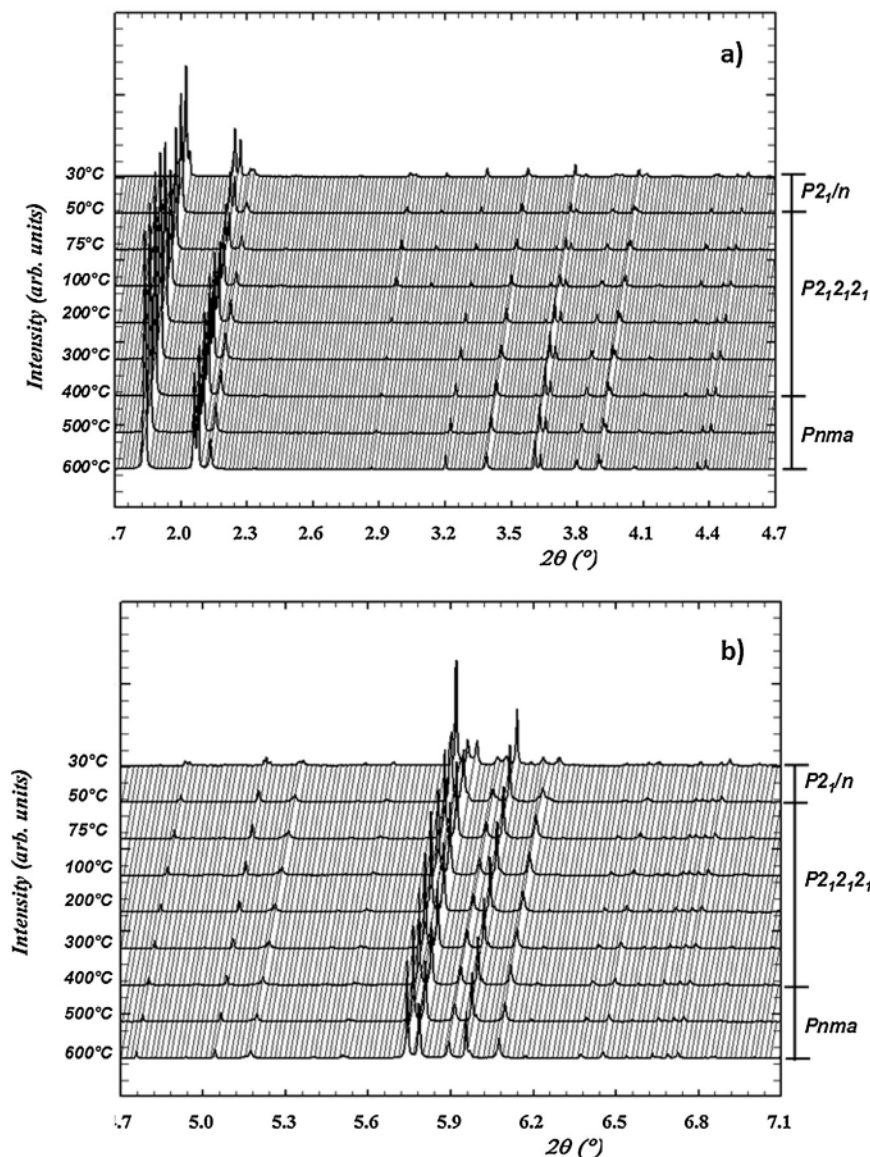 a)
Intensity (arb. units)
30°C
50°C
75°C
100°C
200°C
300°C
400°C
500°C
600°C
P2₁/n
P2₁2₁2₁
Pnma
.7 2.0 2.3 2.6 2.9 3.2 3.5 3.8 4.1 4.4 4.7
2θ (°)
b)
Intensity (arb. units)
30°C
50°C
75°C
100°C
200°C
300°C
400°C
500°C
600°C
P2₁/n
P2₁2₁2₁
Pnma
.7 5.0 5.3 5.6 5.9 6.2 6.5 6.8 7.1
2θ (°)